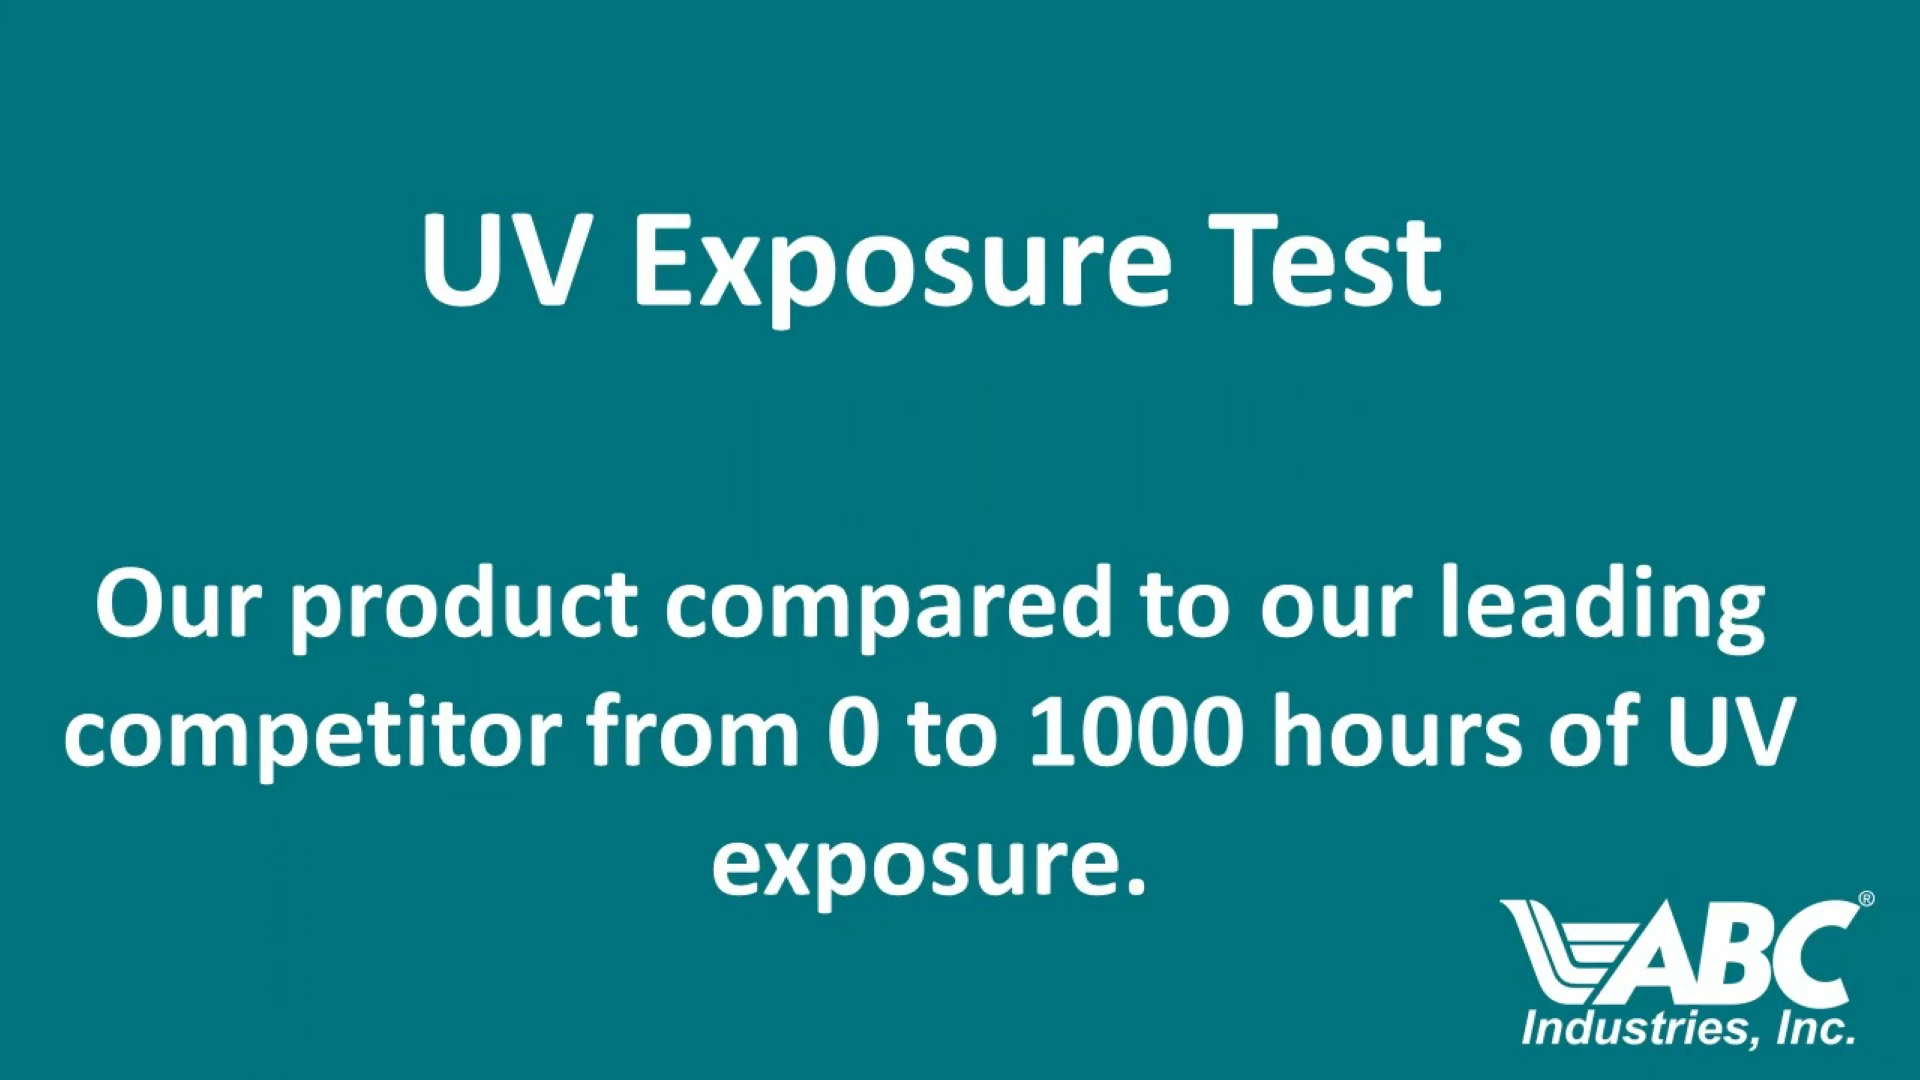 UV Exposure Test
Our product compared to our leading
competitor from 0 to 1000 hours of UV
exposure.
ABC®
Industries, Inc.